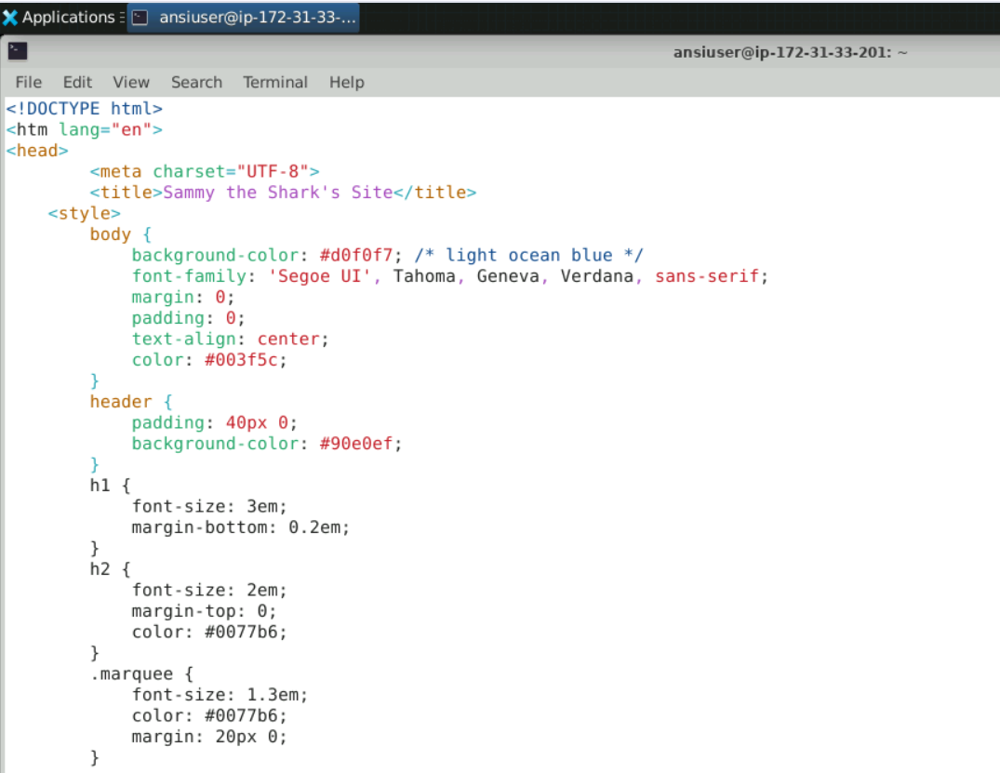 Applications
ansiuser@ip-172-31-33-...
ansiuser@ip-172-31-33-201: ~
File Edit View Search Terminal Help
<!DOCTYPE html>
<htm lang="en">
<head>
        <meta charset="UTF-8">
        <title>Sammy the Shark's Site</title>
    <style>
        body {
            background-color: #d0f0f7; /* light ocean blue */
            font-family: 'Segoe UI', Tahoma, Geneva, Verdana, sans-serif;
            margin: 0;
            padding: 0;
            text-align: center;
            color: #003f5c;
        }
        header {
            padding: 40px 0;
            background-color: #90e0ef;
        }
        h1 {
            font-size: 3em;
            margin-bottom: 0.2em;
        }
        h2 {
            font-size: 2em;
            margin-top: 0;
            color: #0077b6;
        }
        .marquee {
            font-size: 1.3em;
            color: #0077b6;
            margin: 20px 0;
        }